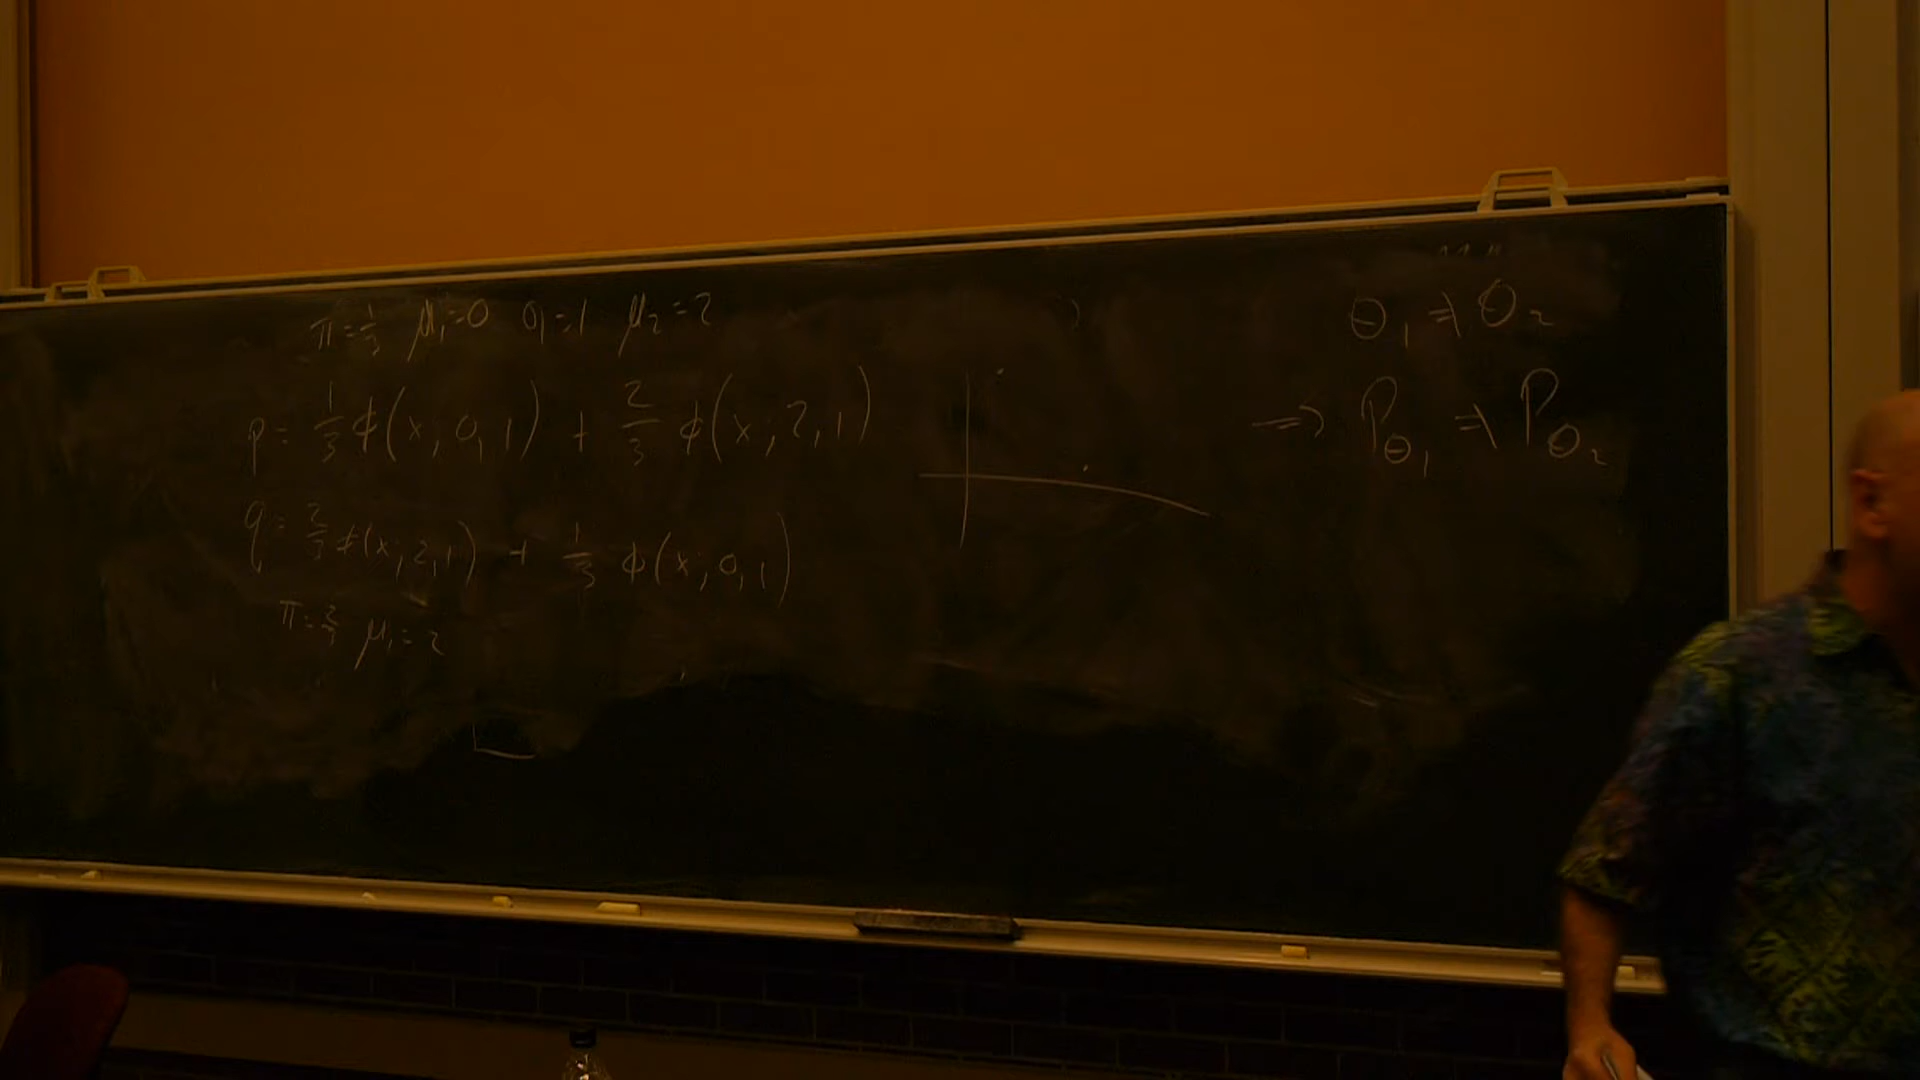 π = 1/3 μ₁ = 0 σ₁ = 1 μ₂ = 2
p = 1/3 ϕ(x; 0, 1) + 2/3 ϕ(x; 2, 1)
q = 2/3 ϕ(x; 2, 1) + 1/3 ϕ(x; 0, 1)
π = 2/3 μ₁ = 2
θ₁ ≠ θ₂
⇒ P_θ₁ ≠ P_θ₂